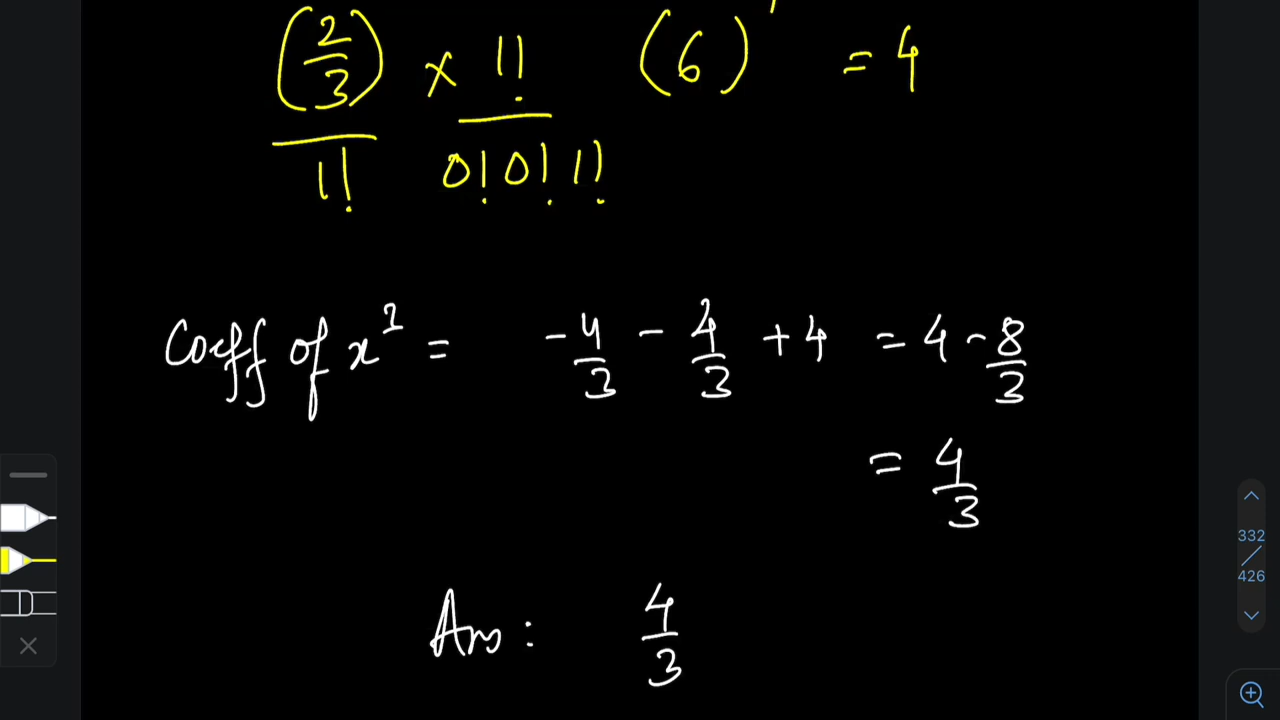 (2/3)/1! × 1!/(0! 0! 1!) (6)¹ = 4
Coeff of x² = -4/3 - 4/3 + 4 = 4 - 8/3
= 4/3
Ans: 4/3
332
426